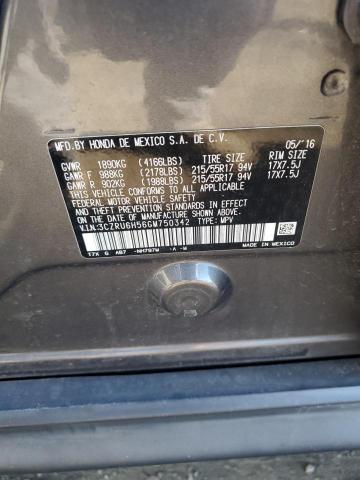 MFD.BY HONDA DE MEXICO S.A. DE C.V. 05/'16
GVWR 1890KG (4166LBS) TIRE SIZE RIM SIZE
GAWR F 988KG (2178LBS) 215/55R17 94V 17X7.5J
GAWR R 902KG (1988LBS) 215/55R17 94V 17X7.5J
THIS VEHICLE CONFORMS TO ALL APPLICABLE
FEDERAL MOTOR VEHICLE SAFETY AND THEFT
PREVENTION STANDARDS IN EFFECT ON THE DATE
OF MANUFACTURE SHOWN ABOVE.
V.I.N:3CZRU6H56GM750342 TYPE: MPV
17X G AB7 -NH797M -A -M MADE IN MEXICO